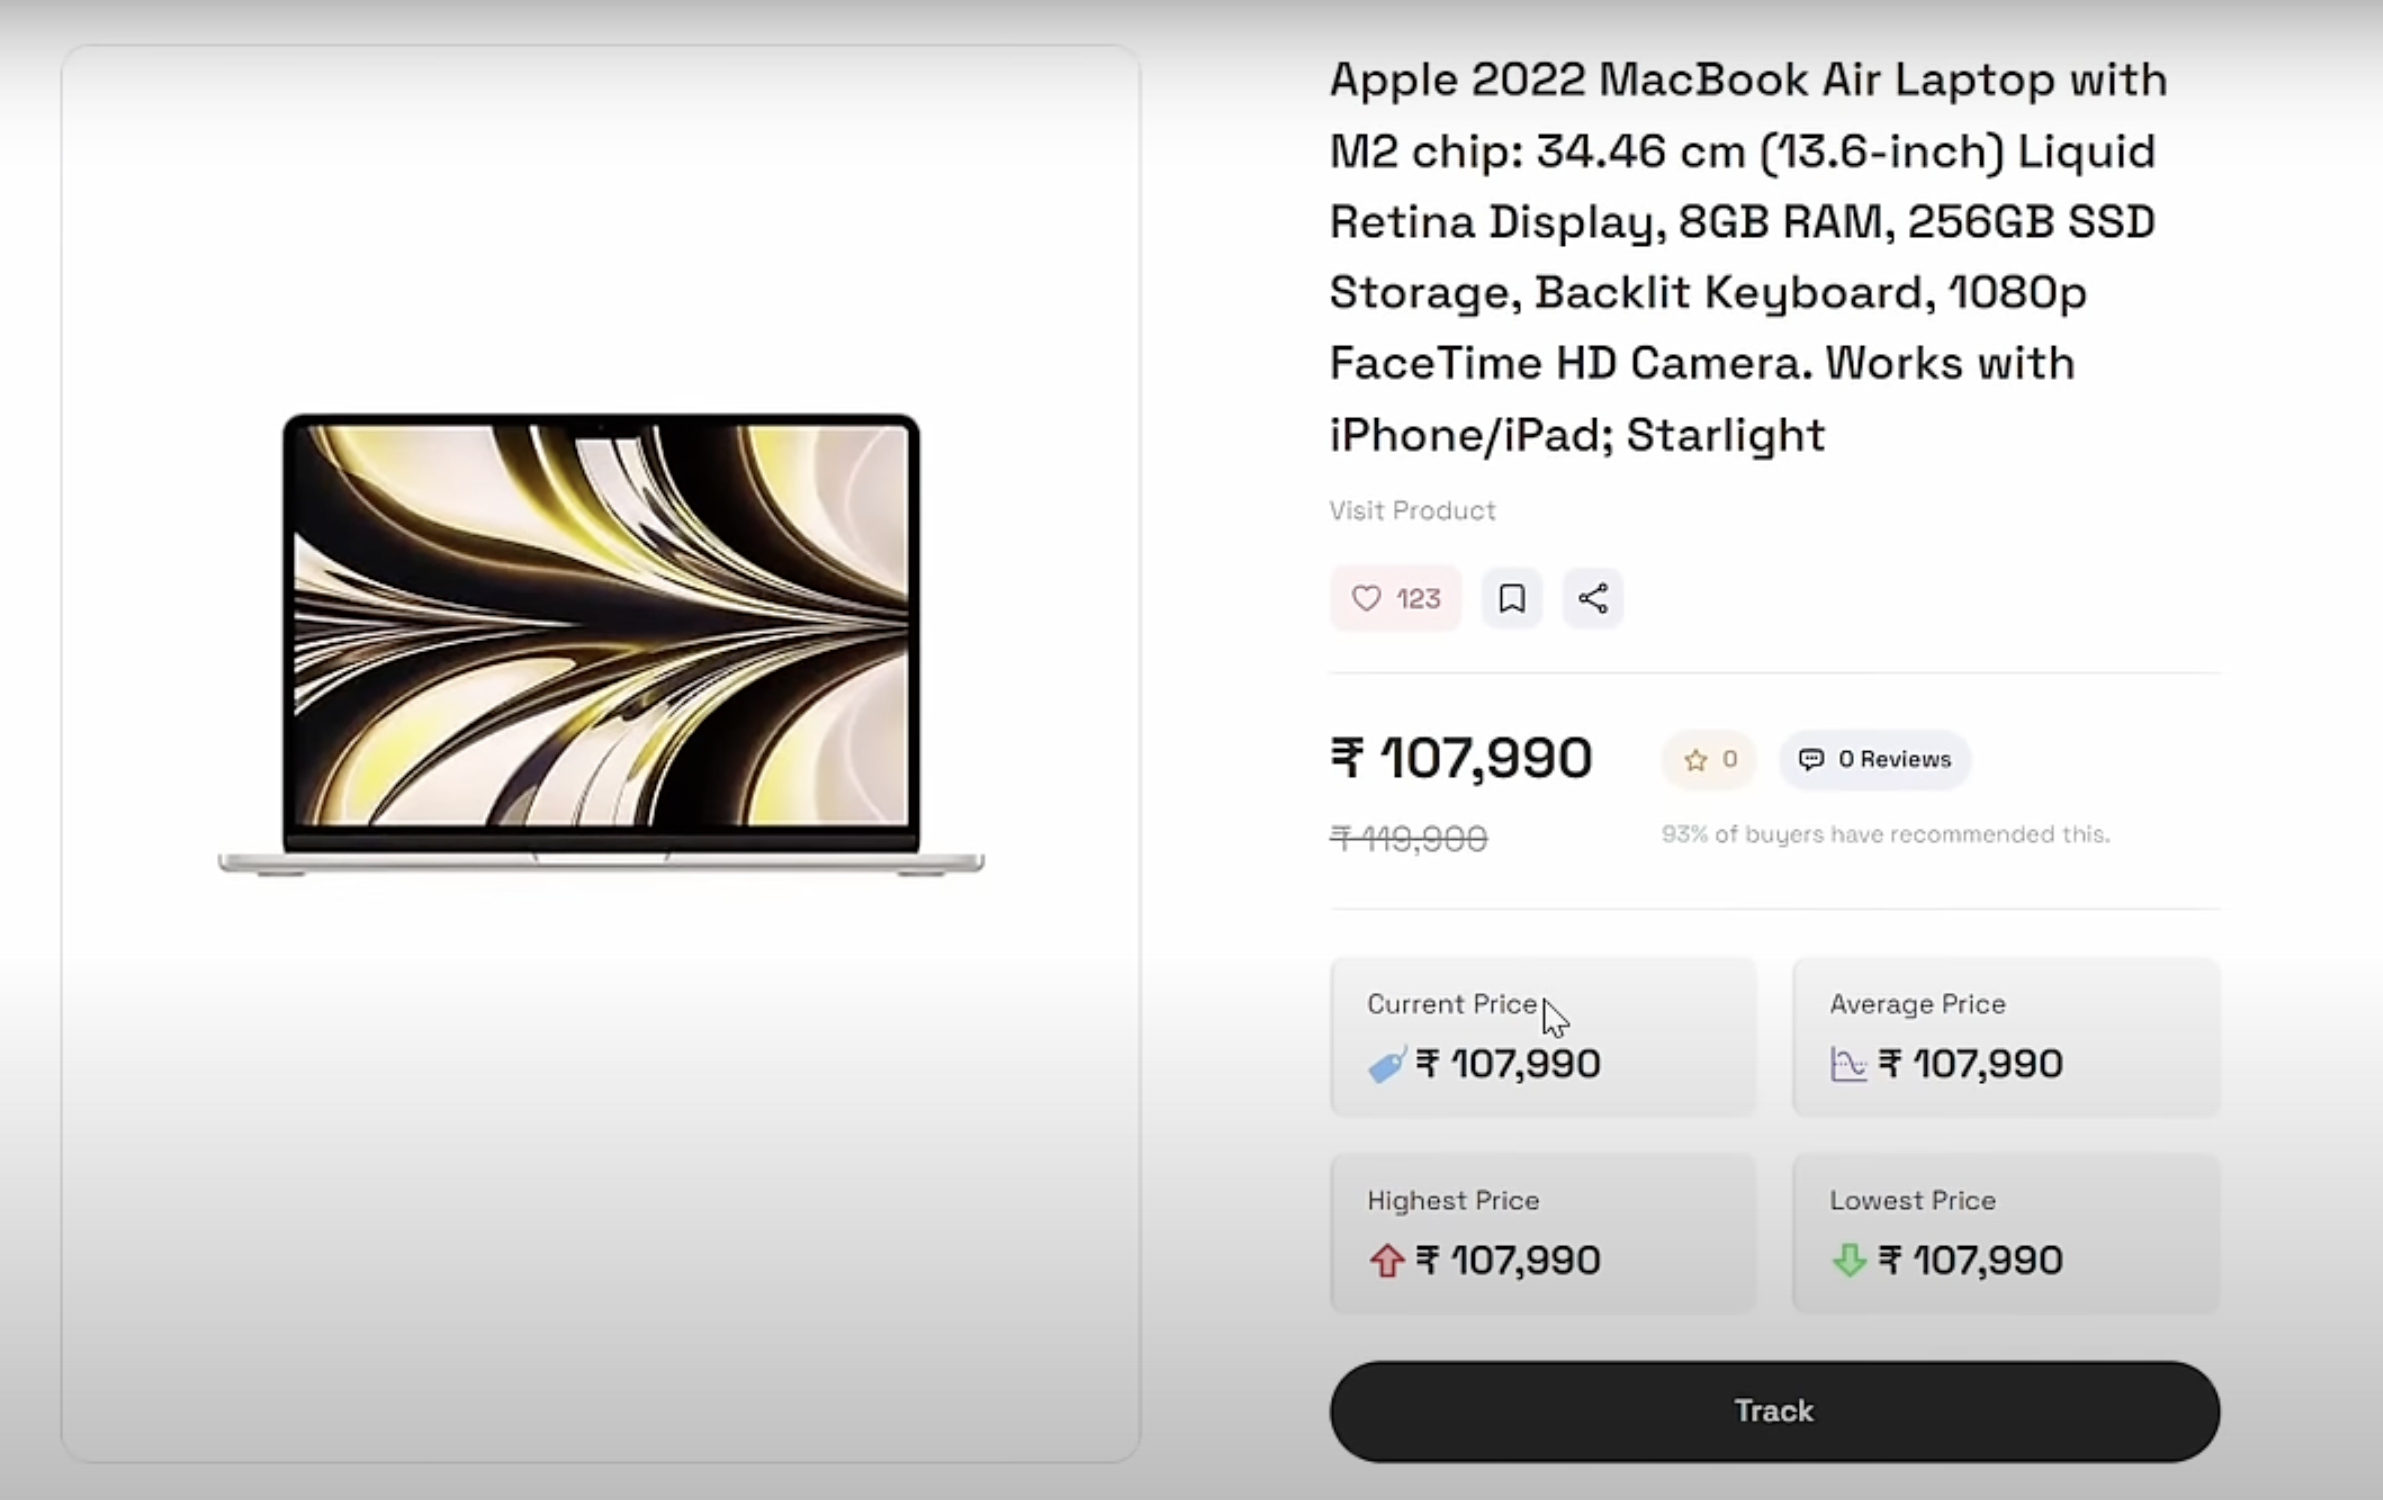 Apple 2022 MacBook Air Laptop with
M2 chip: 34.46 cm (13.6-inch) Liquid
Retina Display, 8GB RAM, 256GB SSD
Storage, Backlit Keyboard, 1080p
FaceTime HD Camera. Works with
iPhone/iPad; Starlight
Visit Product
123
₹ 107,990
0
0 Reviews
₹ 119,900
93% of buyers have recommended this.
Current Price
₹ 107,990
Average Price
₹ 107,990
Highest Price
₹ 107,990
Lowest Price
₹ 107,990
Track